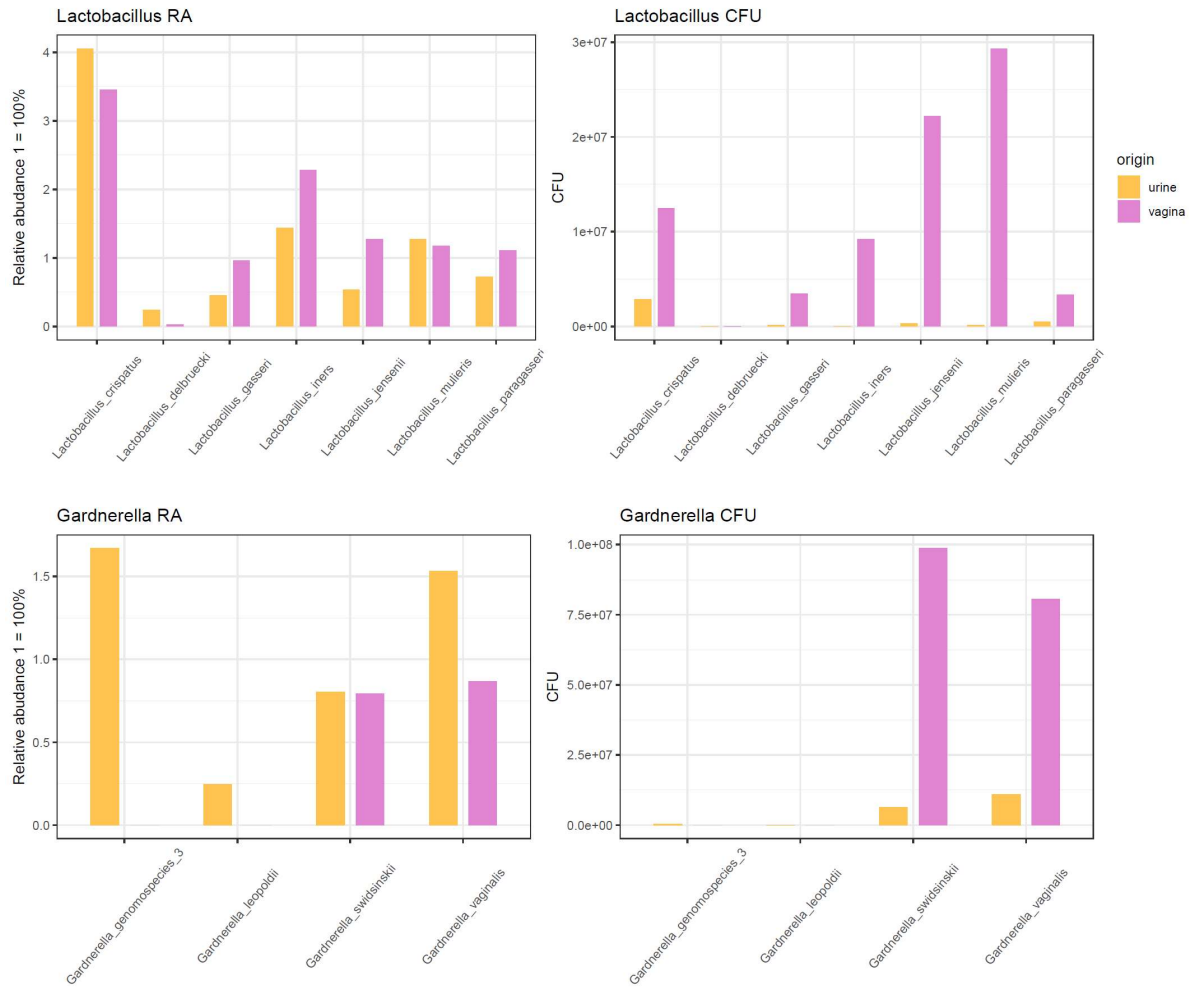 Lactobacillus RA
Relative abudance 1 = 100%
4
3
2
1
0
Lactobacillus_crispatus
Lactobacillus_delbruecki
Lactobacillus_gasseri
Lactobacillus_iners
Lactobacillus_jensenii
Lactobacillus_mulieris
Lactobacillus_paragasseri
Lactobacillus CFU
CFU
3e+07
2e+07
1e+07
0e+00
Lactobacillus_crispatus
Lactobacillus_delbruecki
Lactobacillus_gasseri
Lactobacillus_iners
Lactobacillus_jensenii
Lactobacillus_mulieris
Lactobacillus_paragasseri
origin
urine
vagina
Gardnerella RA
Relative abudance 1 = 100%
1.5
1.0
0.5
0.0
Gardnerella_genomospecies_3
Gardnerella_leopoldii
Gardnerella_swidsinskii
Gardnerella_vaginalis
Gardnerella CFU
CFU
1.0e+08
7.5e+07
5.0e+07
2.5e+07
0.0e+00
Gardnerella_genomospecies_3
Gardnerella_leopoldii
Gardnerella_swidsinskii
Gardnerella_vaginalis